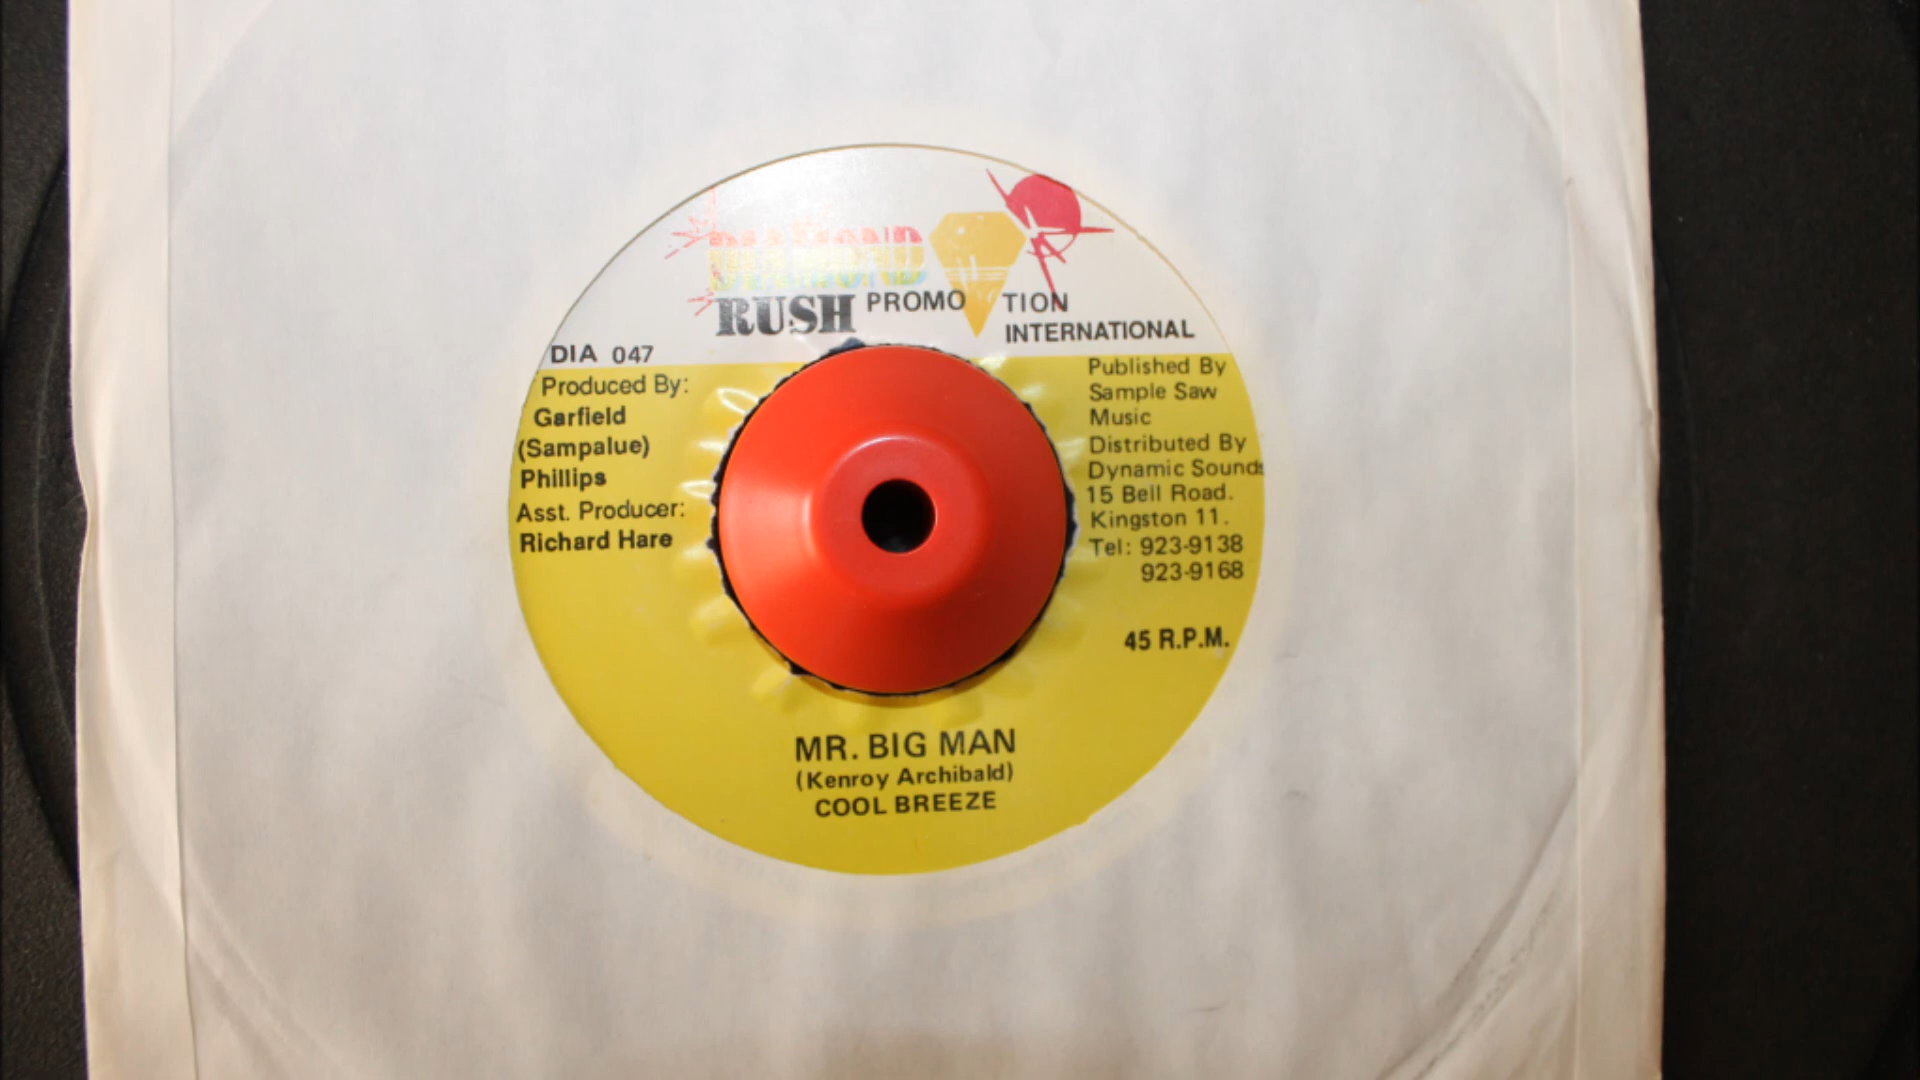 DIAMOND
RUSH PROMOTION
INTERNATIONAL
DIA 047
Produced By:
Garfield
(Sampalue)
Phillips
Asst. Producer:
Richard Hare
Published By
Sample Saw
Music
Distributed By
Dynamic Sounds
15 Bell Road.
Kingston 11.
Tel: 923-9138
923-9168
45 R.P.M.
MR. BIG MAN
(Kenroy Archibald)
COOL BREEZE